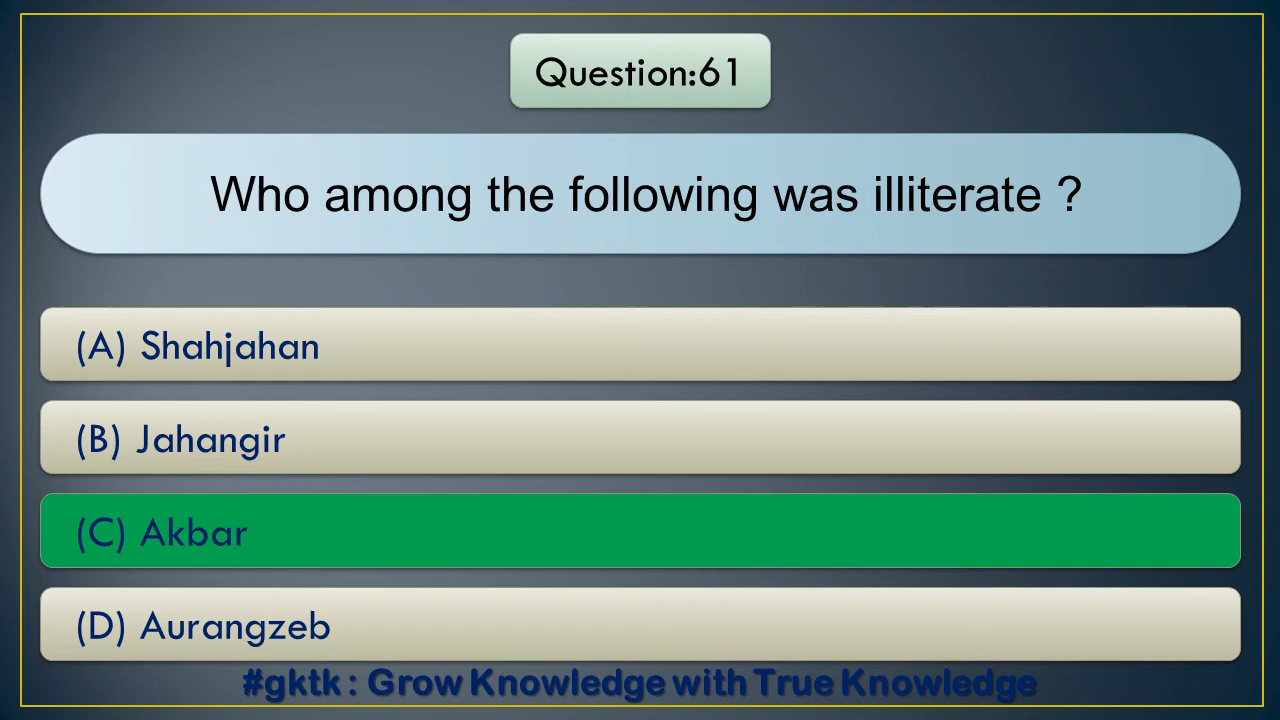 Question:61
Who among the following was illiterate ?
(A) Shahjahan
(B) Jahangir
(C) Akbar
(D) Aurangzeb
#gktk : Grow Knowledge with True Knowledge